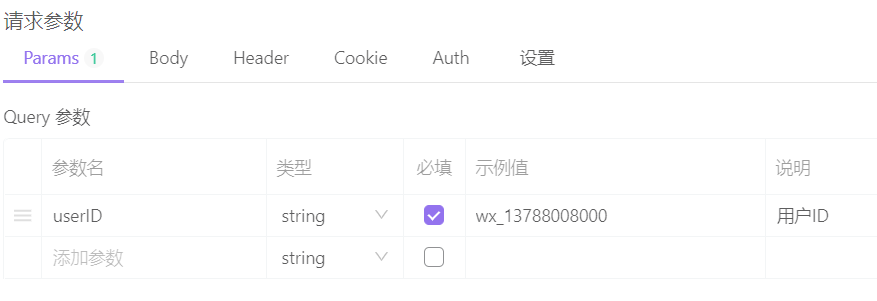 请求参数
Params 1 Body Header Cookie Auth 设置
Query 参数
参数名 类型 必填 示例值 说明
userID string wx_13788008000 用户ID
添加参数 string